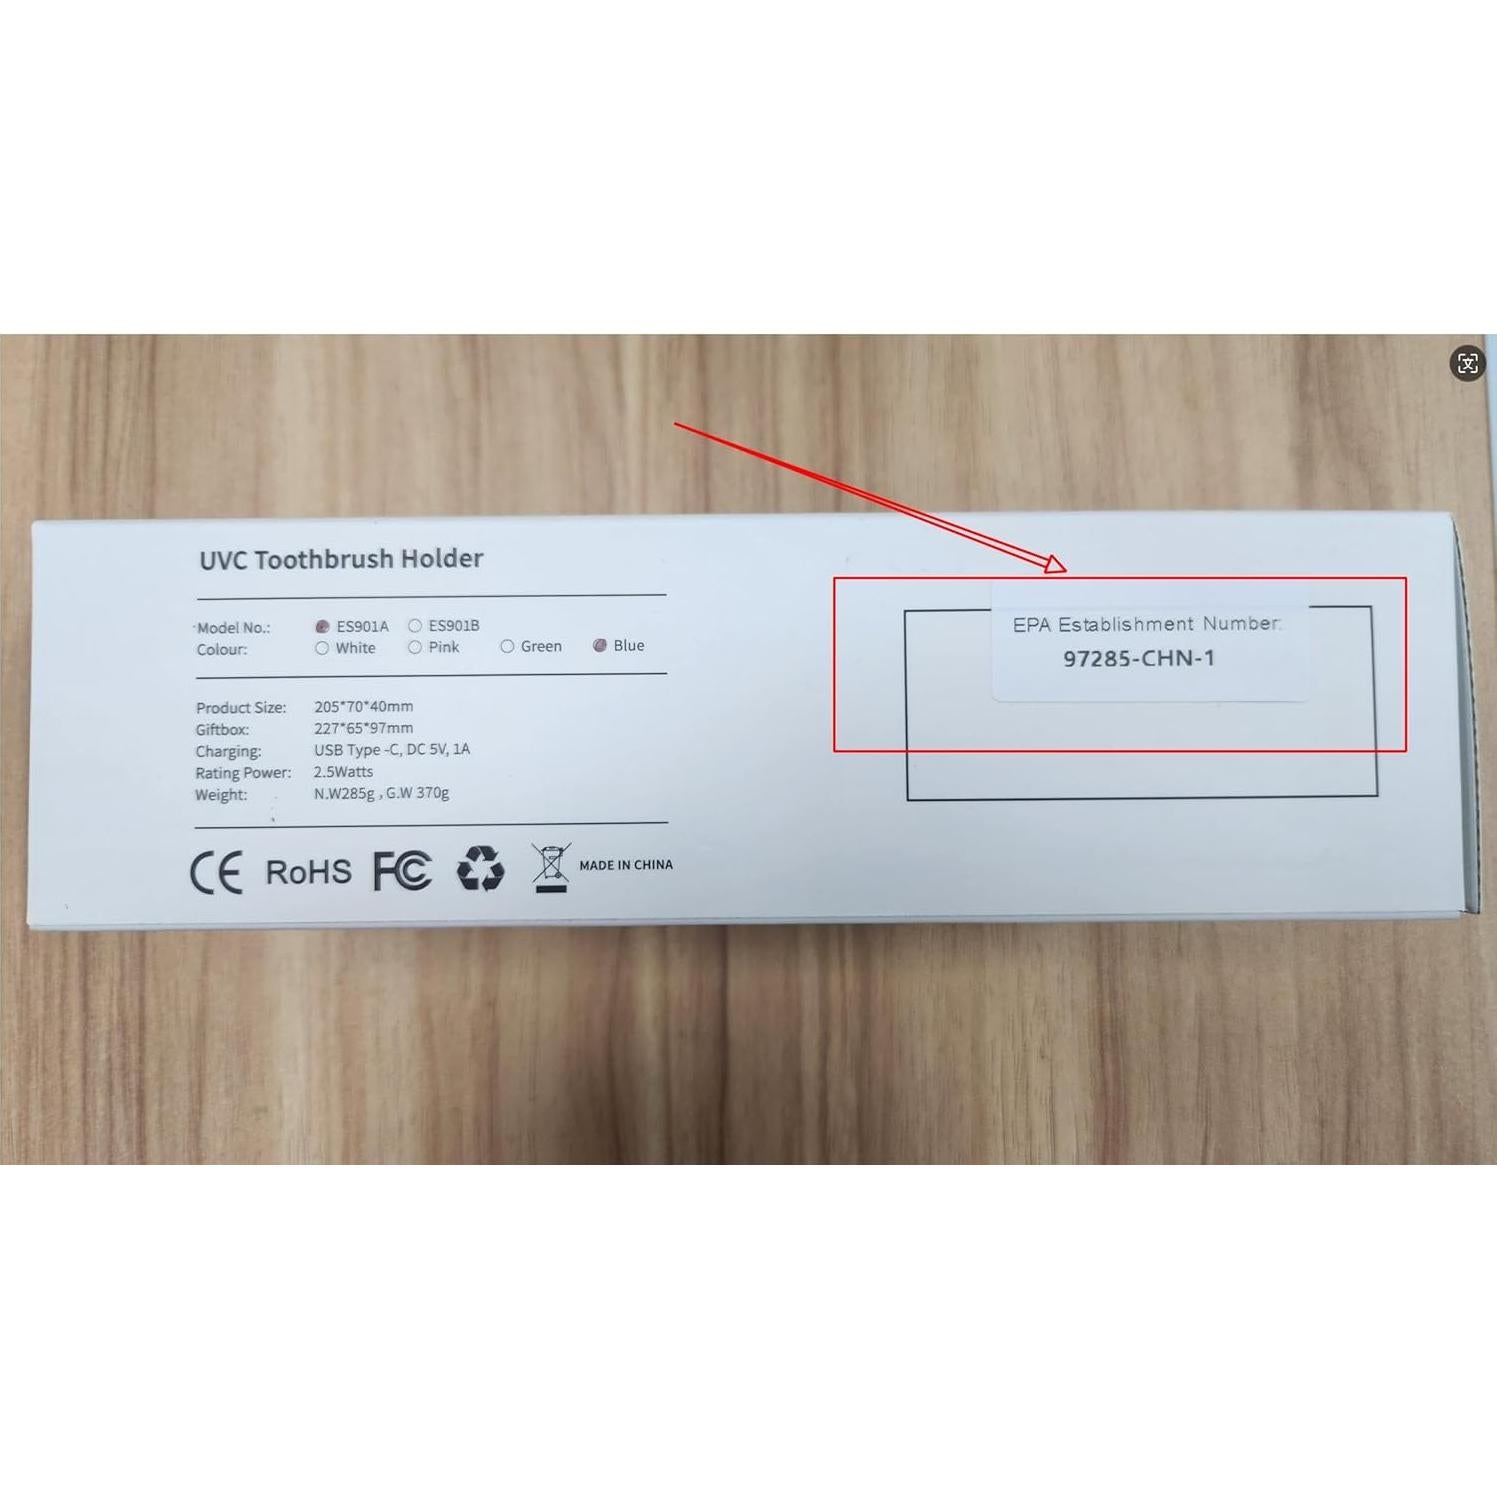 UVC Toothbrush Holder
Model No.: ES901A ES901B
Colour: White Pink Green Blue
Product Size: 205*70*40mm
Giftbox: 227*65*97mm
Charging: USB Type -C, DC 5V, 1A
Rating Power: 2.5Watts
Weight: N.W285g , G.W 370g
CE RoHS FC MADE IN CHINA
EPA Establishment Number:
97285-CHN-1